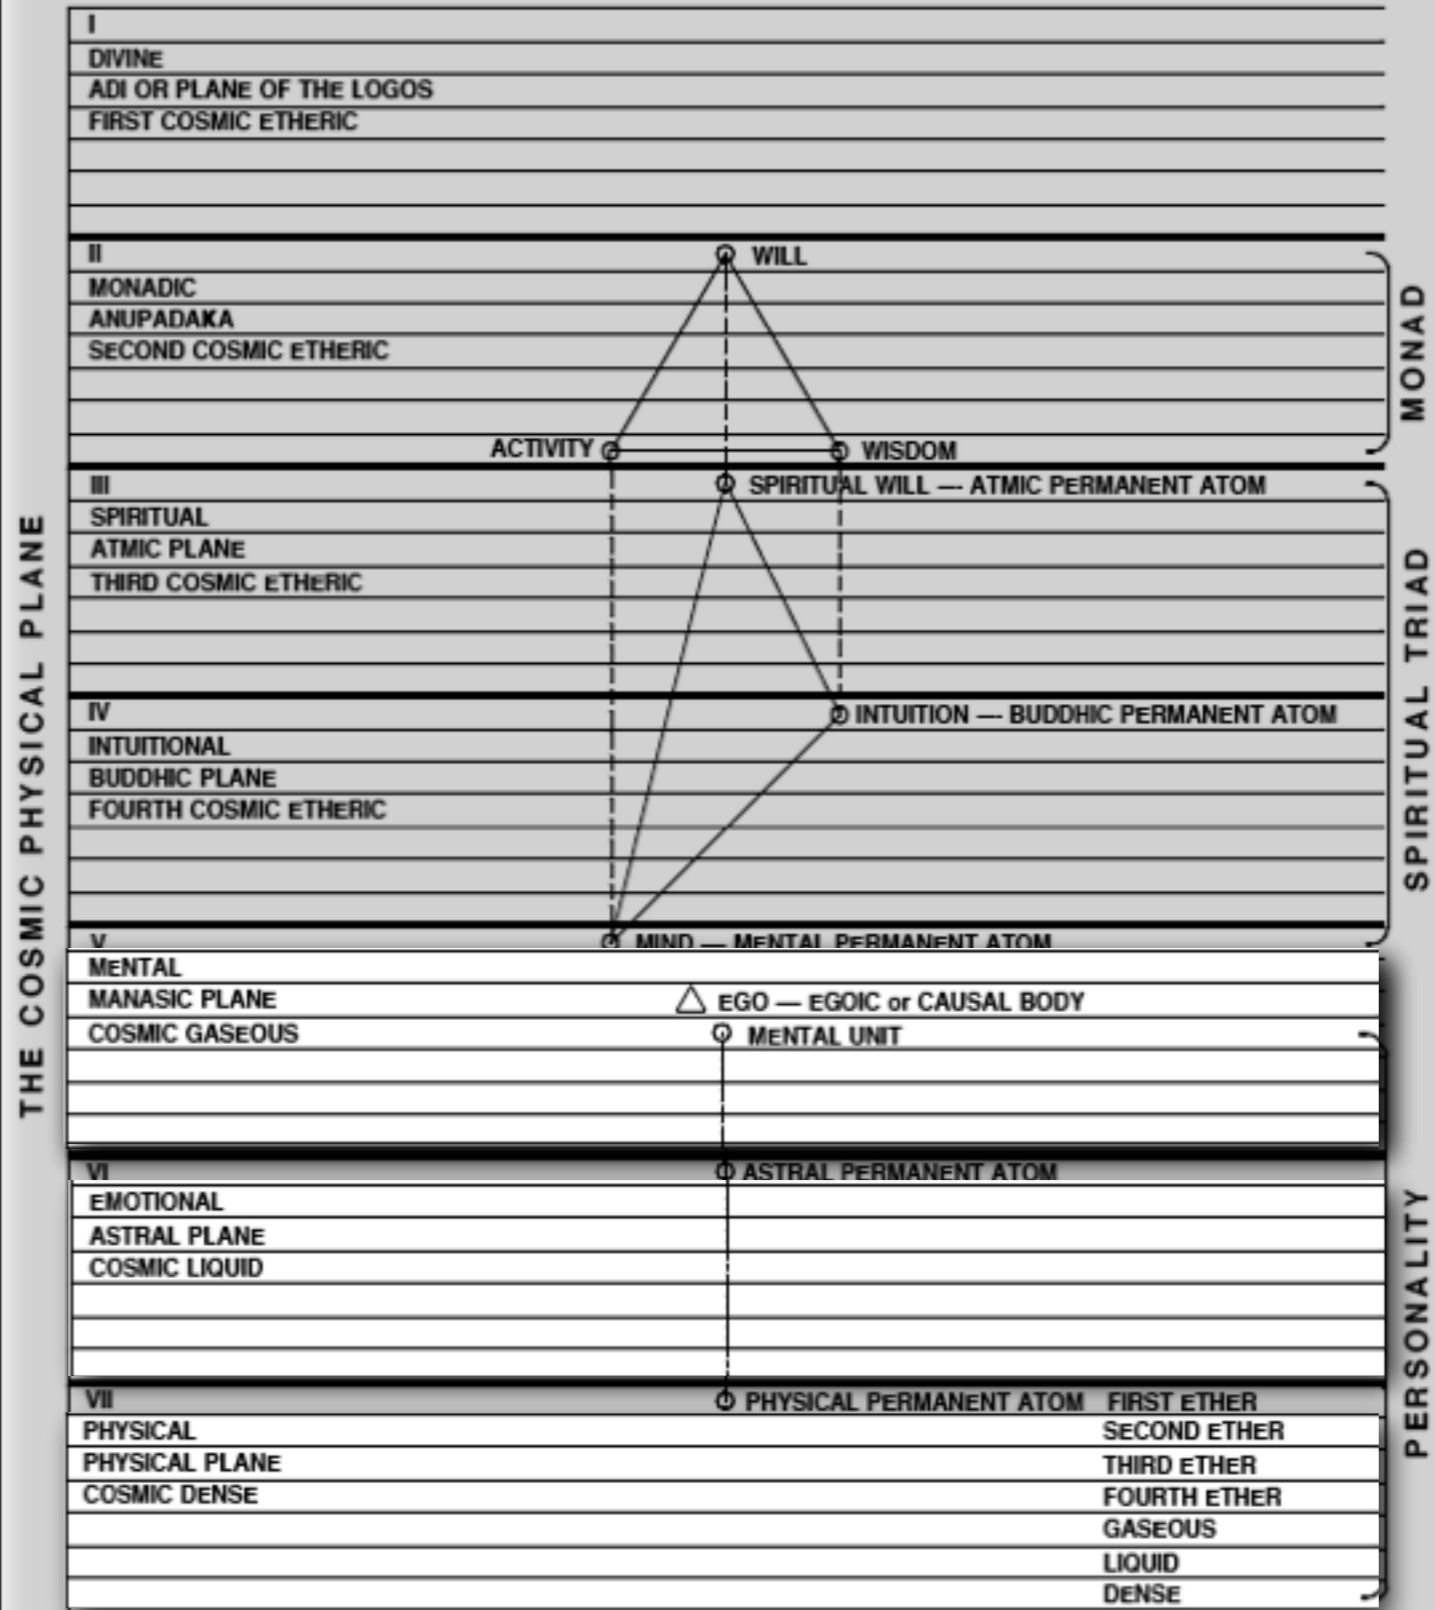 THE COSMIC PHYSICAL PLANE
I
DIVINE
ADI OR PLANE OF THE LOGOS
FIRST COSMIC ETHERIC
II
WILL
MONADIC
ANUPADAKA
SECOND COSMIC ETHERIC
ACTIVITY
WISDOM
MONAD
III
SPIRITUAL WILL — ATMIC PERMANENT ATOM
SPIRITUAL
ATMIC PLANE
THIRD COSMIC ETHERIC
IV
INTUITION — BUDDHIC PERMANENT ATOM
INTUITIONAL
BUDDHIC PLANE
FOURTH COSMIC ETHERIC
SPIRITUAL TRIAD
V
MIND — MENTAL PERMANENT ATOM
MENTAL
MANASIC PLANE
EGO — EGOIC or CAUSAL BODY
COSMIC GASEOUS
MENTAL UNIT
VI
ASTRAL PERMANENT ATOM
EMOTIONAL
ASTRAL PLANE
COSMIC LIQUID
VII
PHYSICAL PERMANENT ATOM
FIRST ETHER
PHYSICAL
SECOND ETHER
PHYSICAL PLANE
THIRD ETHER
COSMIC DENSE
FOURTH ETHER
GASEOUS
LIQUID
DENSE
PERSONALITY